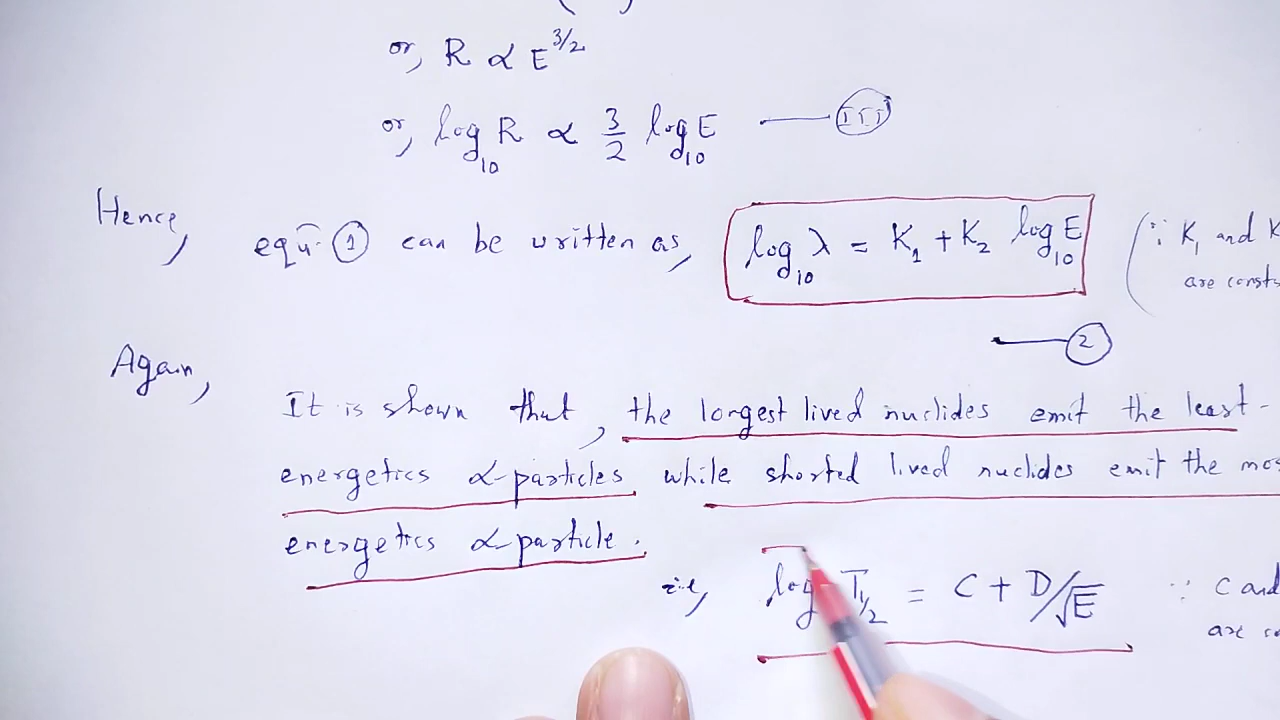 or, R ∝ E^3/2
or, log₁₀ R ∝ 3/2 log₁₀ E —— III
Hence, equ. ① can be written as, log₁₀ λ = K₁ + K₂ log₁₀ E (∵ K₁ and K
are consts
—— ②
Again,
It is shown that, the longest lived nuclides emit the least-
energetics α-particles while shorted lived nuclides emit the mos
energetics α-particle.
i.e, log T₁/₂ = C + D/√E ∵ C and
are co